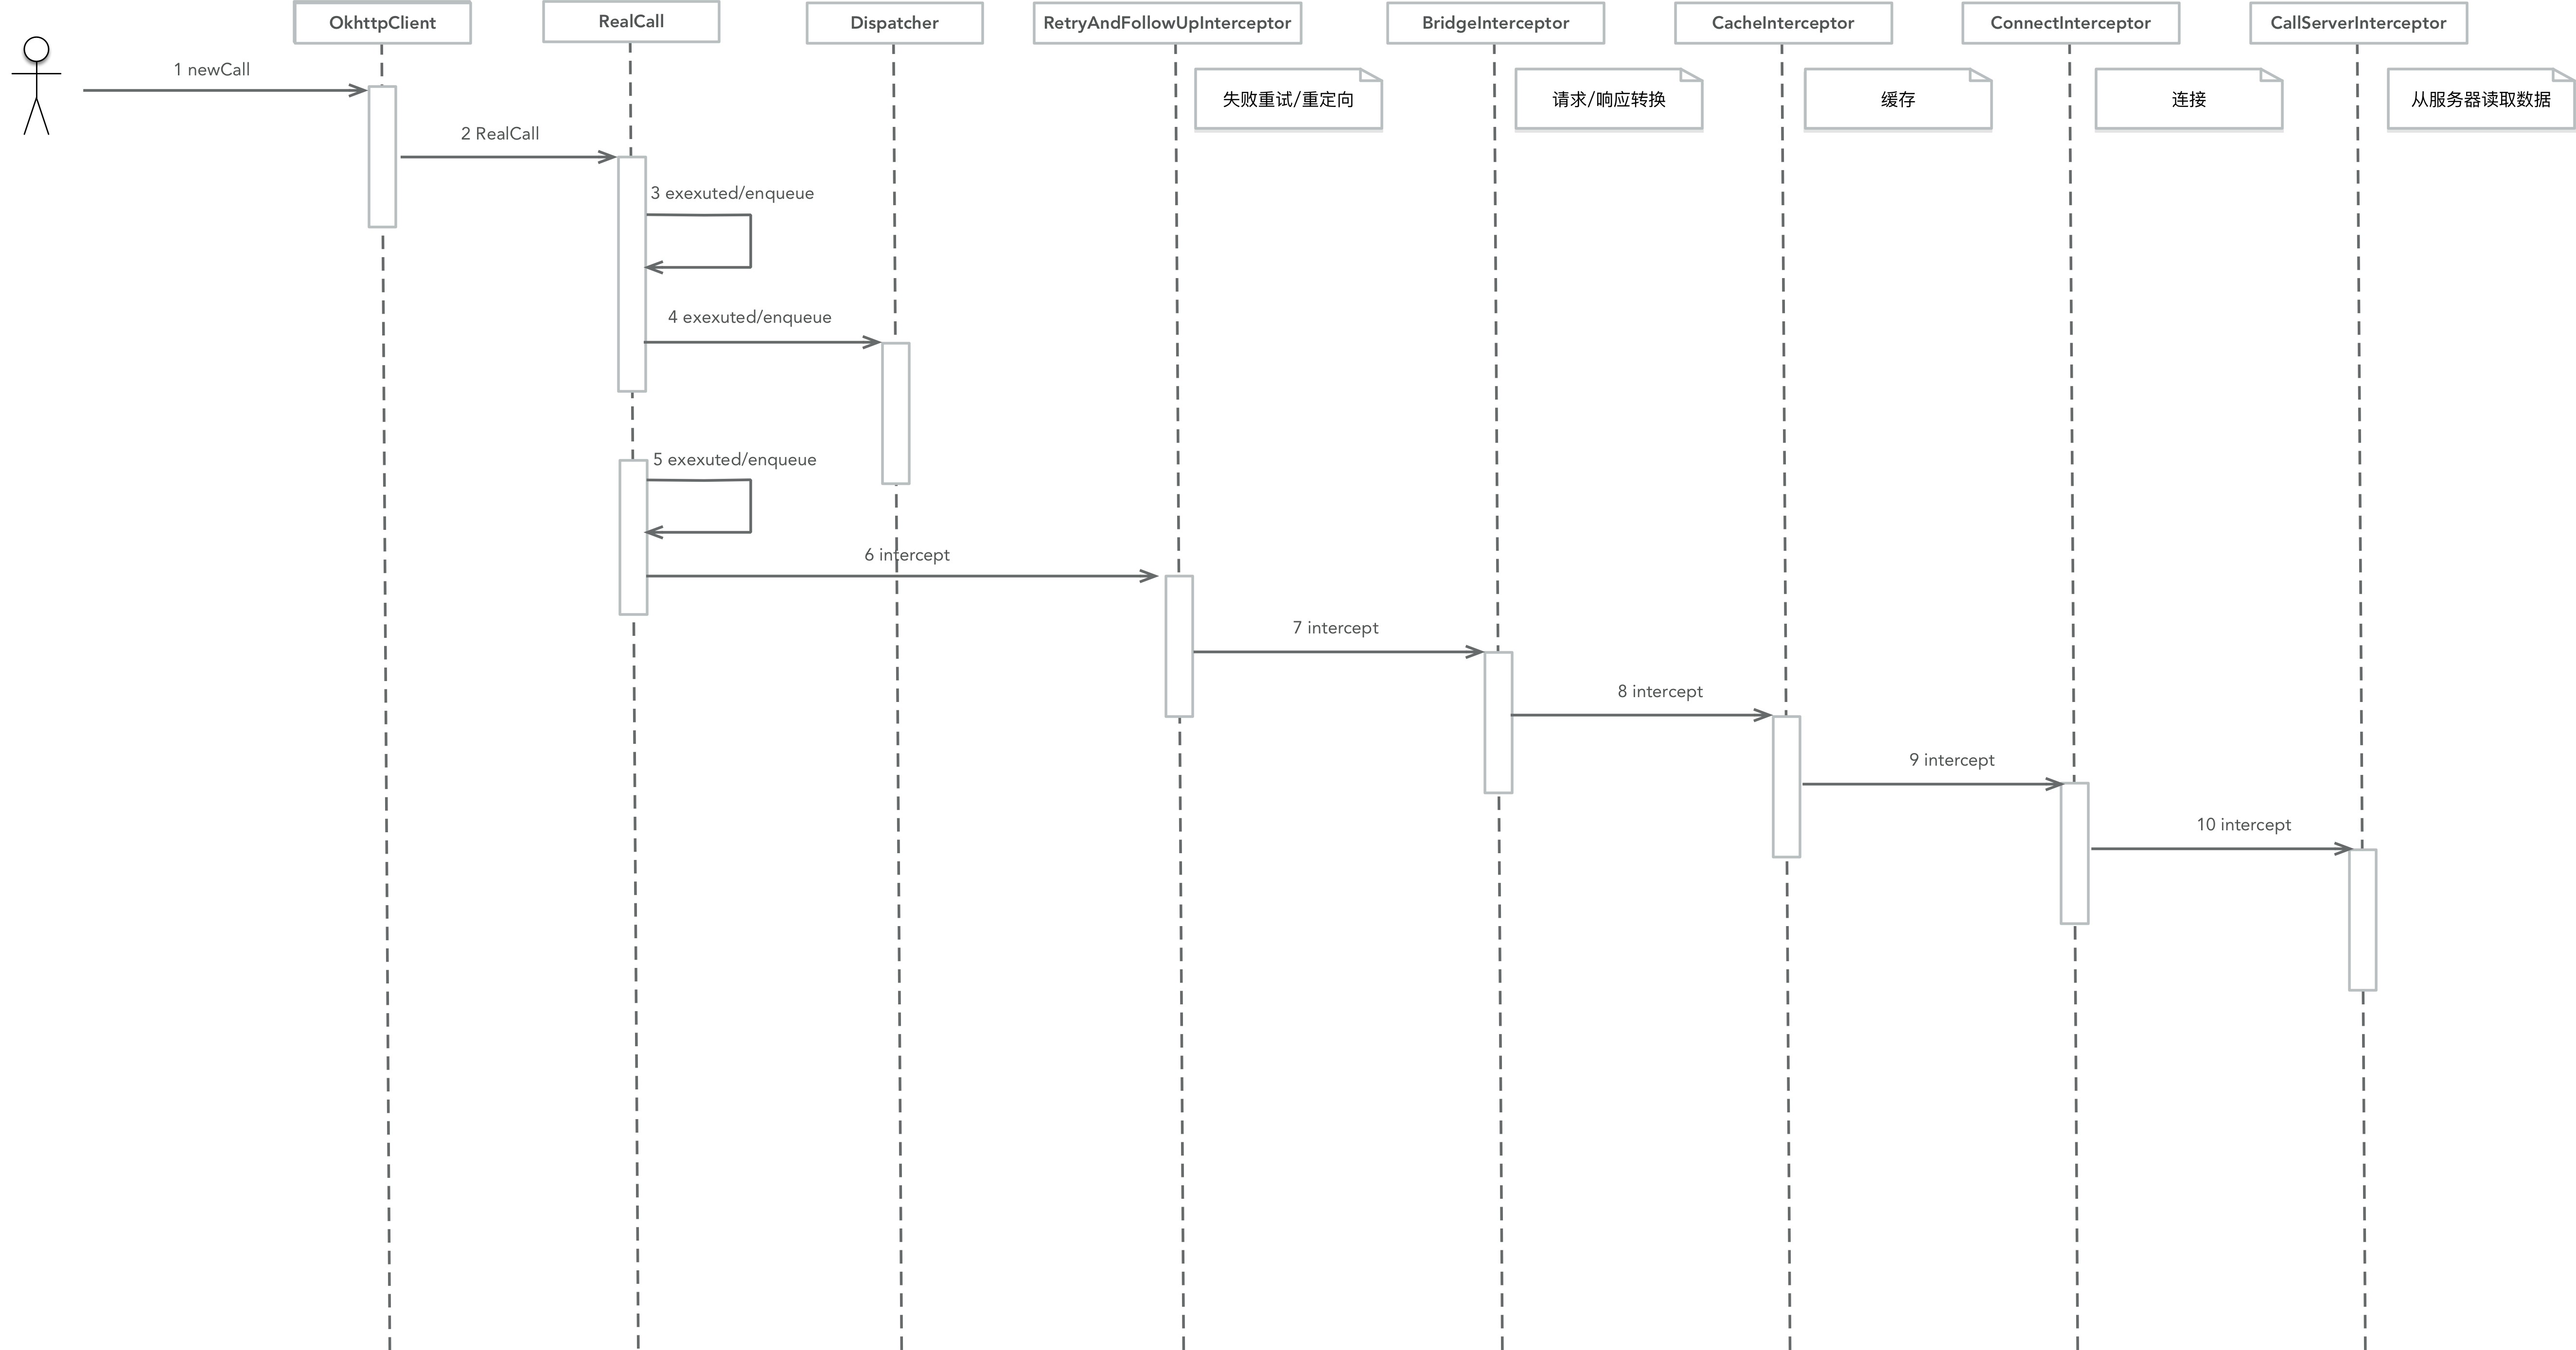 OkhttpClient
RealCall
Dispatcher
RetryAndFollowUpInterceptor
BridgeInterceptor
CacheInterceptor
ConnectInterceptor
CallServerInterceptor
1 newCall
失败重试/重定向
请求/响应转换
缓存
连接
从服务器读取数据
2 RealCall
3 exexuted/enqueue
4 exexuted/enqueue
5 exexuted/enqueue
6 intercept
7 intercept
8 intercept
9 intercept
10 intercept